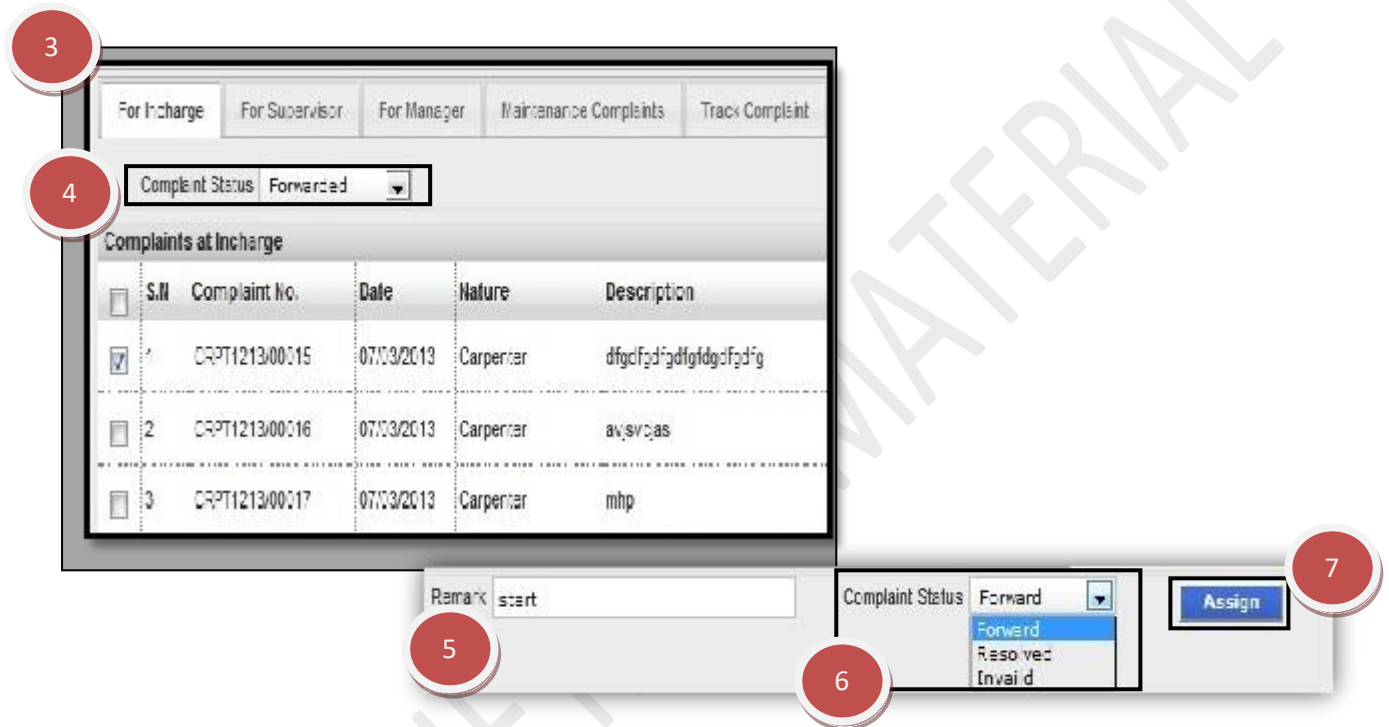 3
For Incharge For Supervisor For Manager Maintenance Complaints Track Complaint
4
Complaint Status Forwarded
Complaints at Incharge
S.N Complaint No. Date Nature Description
1 CRPT1213/00015 07/03/2013 Carpenter
2 CRPT1213/00016 07/03/2013 Carpenter
3 CRPT1213/00017 07/03/2013 Carpenter mhp
7
Remark start Complaint Status Forward Assign
Forward
5 Resolved
6 Invalid
MATERIAL